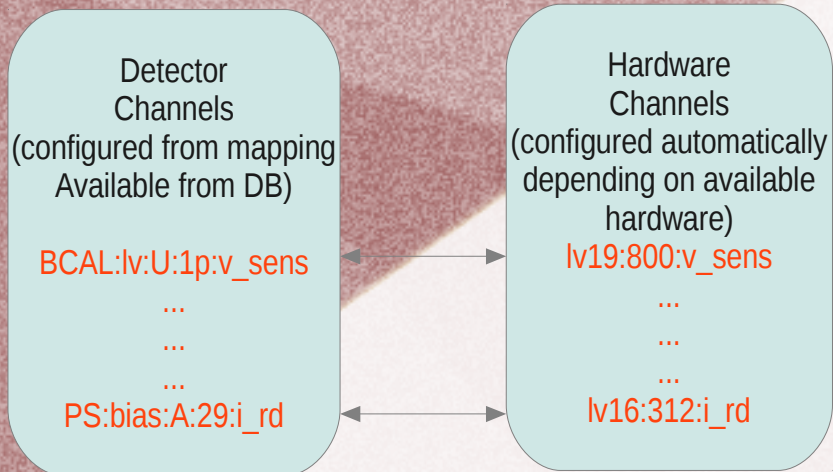 Detector
Channels
(configured from mapping
Available from DB)
BCAL:lv:U:1p:v_sens
...
...
...
PS:bias:A:29:i_rd
Hardware
Channels
(configured automatically
depending on available
hardware)
lv19:800:v_sens
...
...
...
lv16:312:i_rd